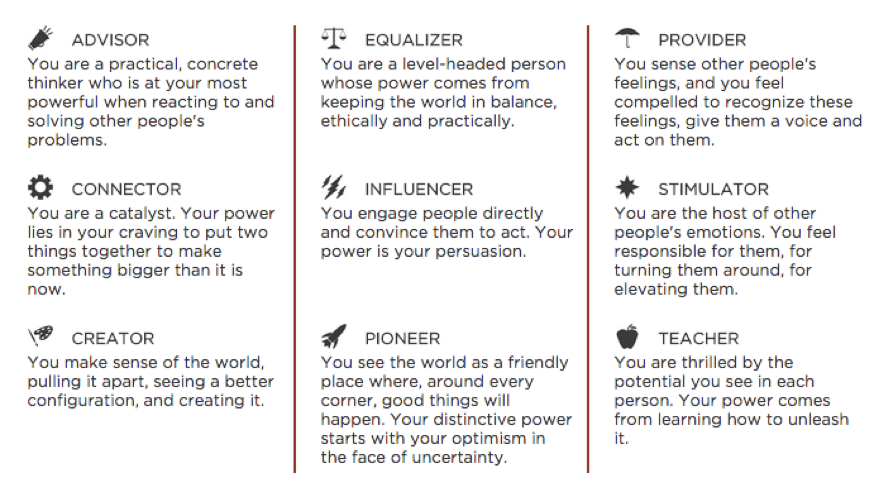 ADVISOR
You are a practical, concrete
thinker who is at your most
powerful when reacting to and
solving other people's
problems.
CONNECTOR
You are a catalyst. Your power
lies in your craving to put two
things together to make
something bigger than it is
now.
CREATOR
You make sense of the world,
pulling it apart, seeing a better
configuration, and creating it.
EQUALIZER
You are a level-headed person
whose power comes from
keeping the world in balance,
ethically and practically.
INFLUENCER
You engage people directly
and convince them to act. Your
power is your persuasion.
PIONEER
You see the world as a friendly
place where, around every
corner, good things will
happen. Your distinctive power
starts with your optimism in
the face of uncertainty.
PROVIDER
You sense other people's
feelings, and you feel
compelled to recognize these
feelings, give them a voice and
act on them.
STIMULATOR
You are the host of other
people's emotions. You feel
responsible for them, for
turning them around, for
elevating them.
TEACHER
You are thrilled by the
potential you see in each
person. Your power comes
from learning how to unleash
it.